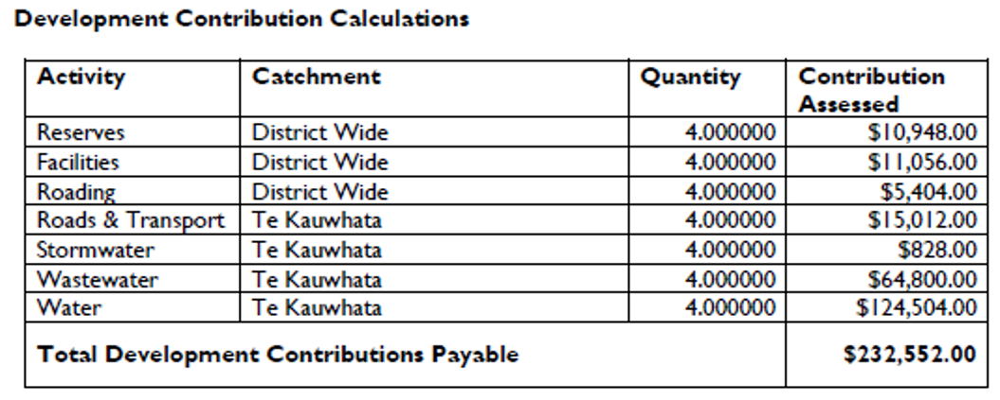 Development Contribution Calculations
Activity Catchment Quantity Contribution Assessed
Reserves District Wide 4.000000 $10,948.00
Facilities District Wide 4.000000 $11,056.00
Roading District Wide 4.000000 $5,404.00
Roads & Transport Te Kauwhata 4.000000 $15,012.00
Stormwater Te Kauwhata 4.000000 $828.00
Wastewater Te Kauwhata 4.000000 $64,800.00
Water Te Kauwhata 4.000000 $124,504.00
Total Development Contributions Payable $232,552.00